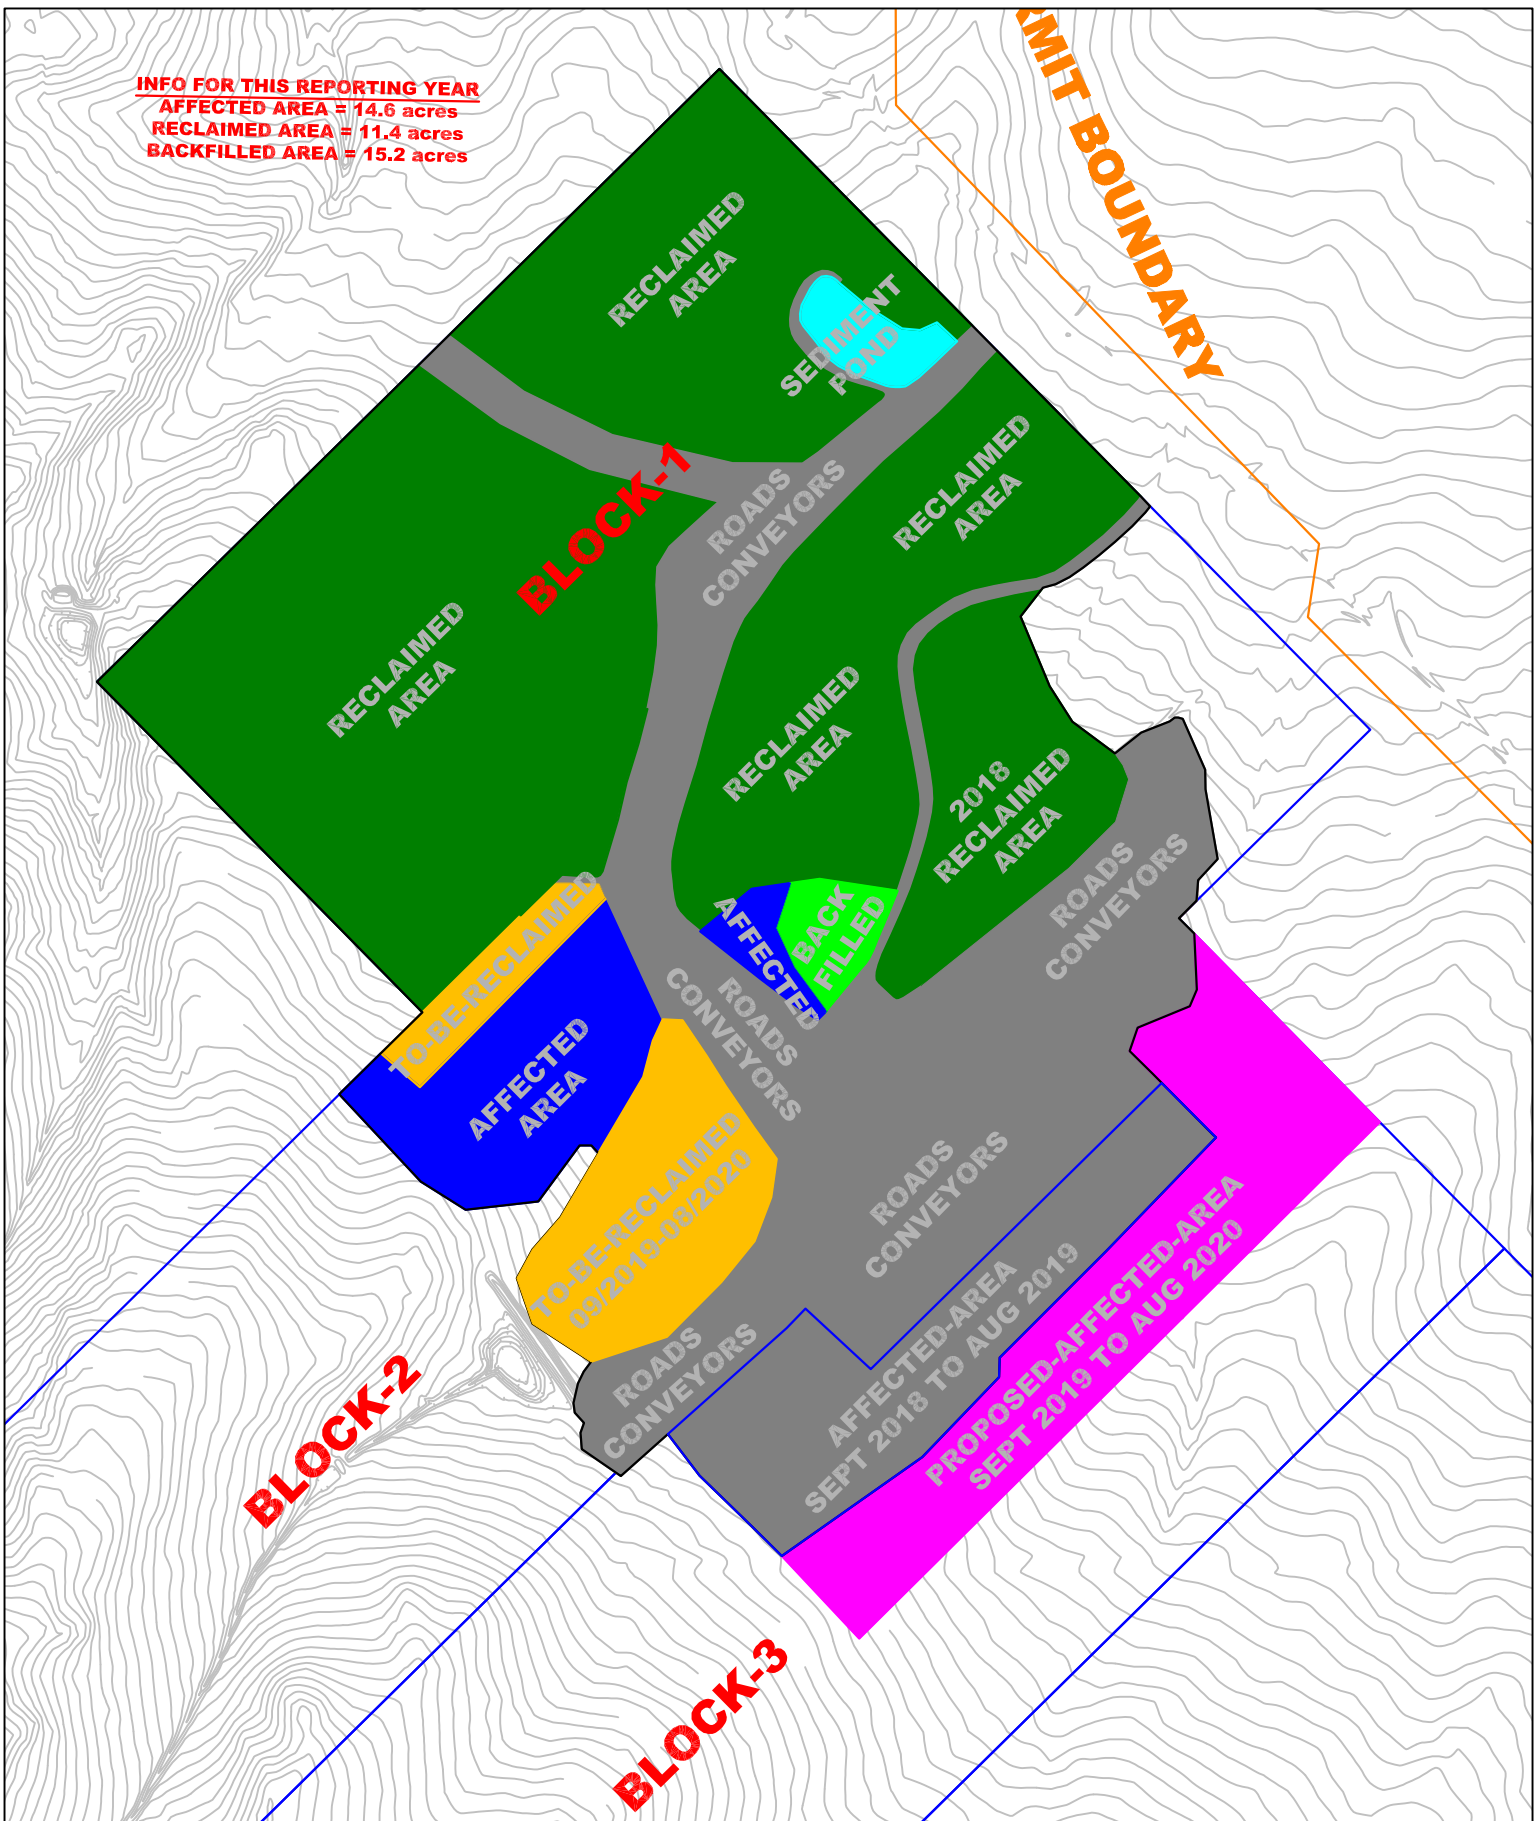 INFO FOR THIS REPORTING YEAR
AFFECTED AREA = 14.6 acres
RECLAIMED AREA = 11.4 acres
BACKFILLED AREA = 15.2 acres
RMIT BOUNDARY
RECLAIMED
AREA
SEDIMENT
POND
BLOCK-1
ROADS
CONVEYORS
RECLAIMED
AREA
RECLAIMED
AREA
RECLAIMED
AREA
2018
RECLAIMED
AREA
ROADS
CONVEYORS
TO-BE-RECLAIMED
AFFECTED
BACK
FILLED
AFFECTED
AREA
ROADS
CONVEYORS
TO-BE-RECLAIMED
09/2019-08/2020
ROADS
CONVEYORS
ROADS
CONVEYORS
AFFECTED-AREA
SEPT 2018 TO AUG 2019
PROPOSED-AFFECTED-AREA
SEPT 2019 TO AUG 2020
BLOCK-2
BLOCK-3